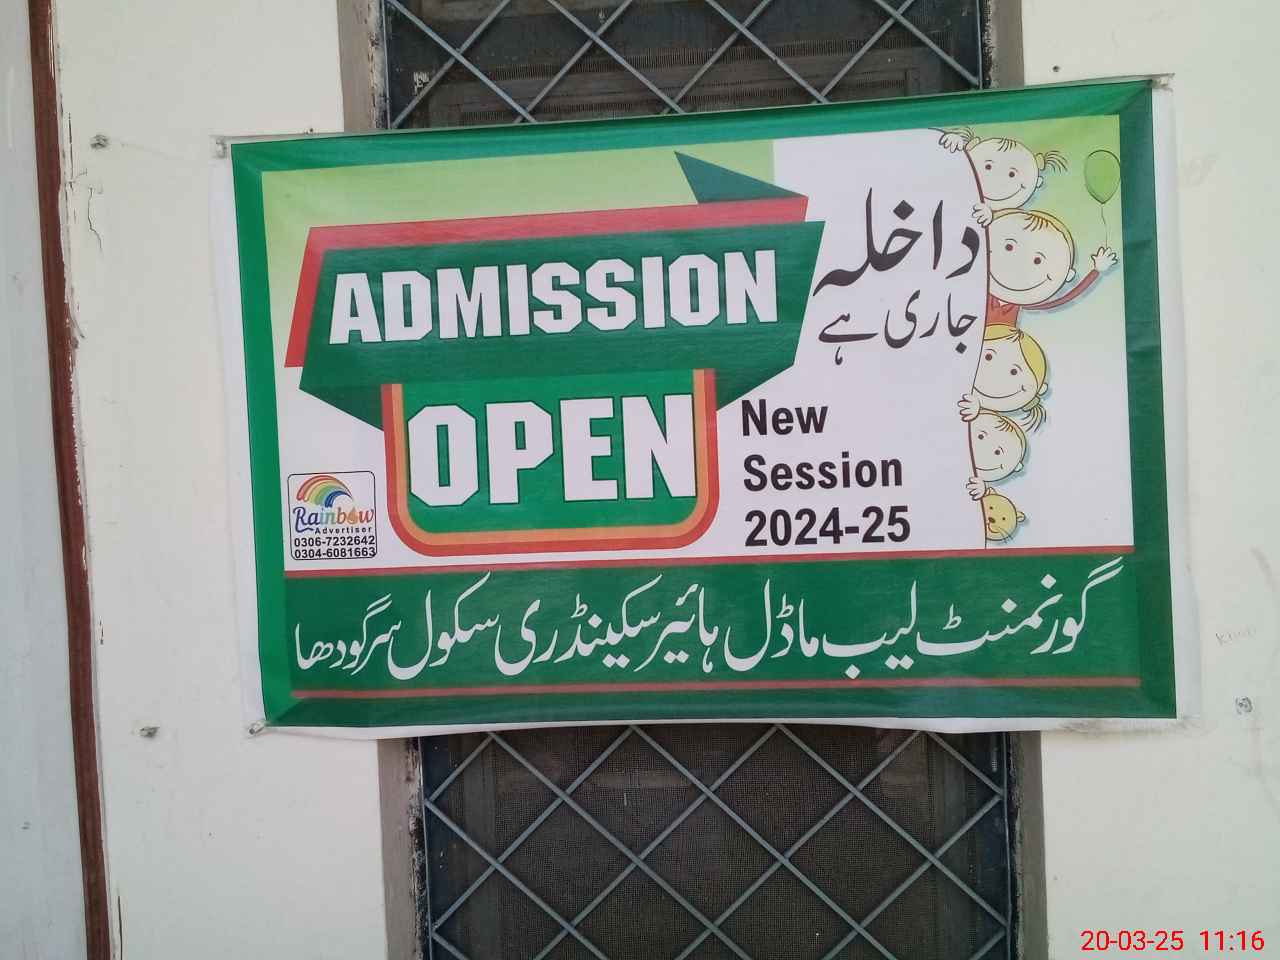 ADMISSION
OPEN
داخلہ
جاری ہے
New
Session
2024-25
Rainbow
Advertiser
0306-7232642
0304-6081663
گورنمنٹ لیب ماڈل ہائیر سکینڈری سکول سرگودھا
20-03-25 11:16